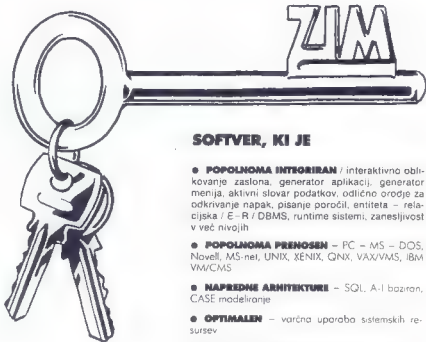 ZIM
SOFTVER, KI JE
• POPOLNOMA INTEGRIRAN / interaktivno obli-
kovanje zaslona, generator aplikacij, generator
menija, aktivni slovar podatkov, odlično orodje za
odkrivanje napak, pisanje poročil, entiteta – rela-
cijska / E – R / DBMS, runtime sistemi, zanesljivost
v več nivojih
• POPOLNOMA PRENOSEN – PC – MS – DOS,
Novell, MS-net, UNIX, XENIX, QNX, VAX/VMS, IBM
VM/CMS
• NAPREDNE ARHITEKTURE – SQL, A-I baziran,
CASE modeliranje
• OPTIMALEN – varčna uporaba sistemskih re-
sursev